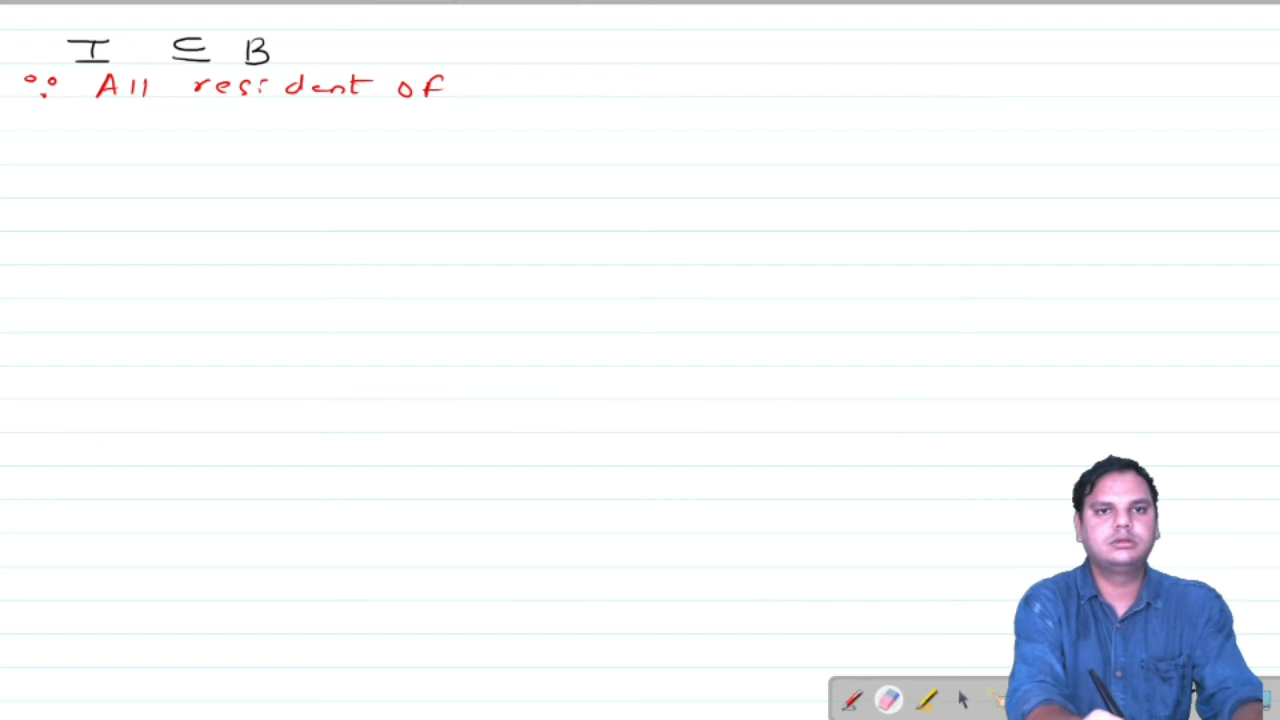 I ⊆ B
∵ All resident of